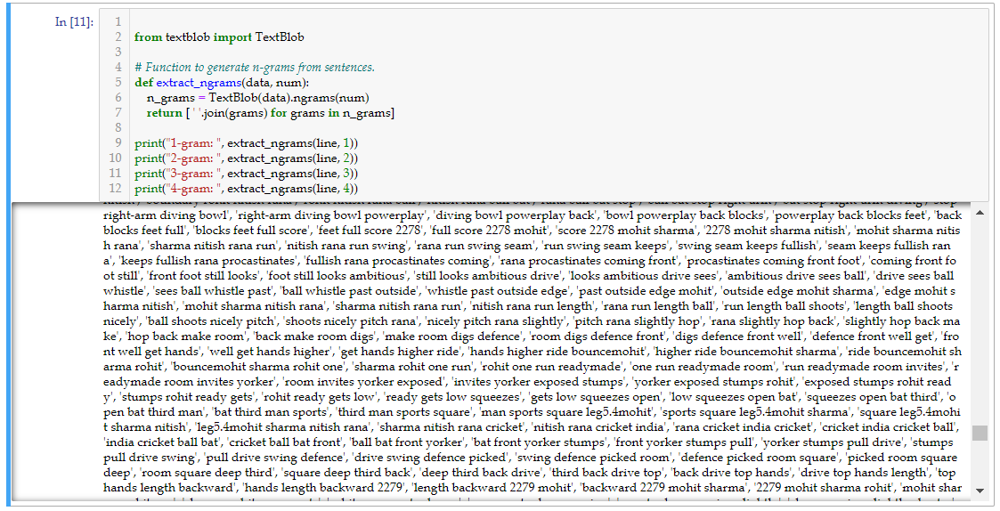 In [11]:
1
2 from textblob import TextBlob
3
4 # Function to generate n-grams from sentences.
5 def extract_ngrams(data, num):
6 n_grams = TextBlob(data).ngrams(num)
7 return [ ' '.join(grams) for grams in n_grams]
8
9 print("1-gram: ", extract_ngrams(line, 1))
10 print("2-gram: ", extract_ngrams(line, 2))
11 print("3-gram: ", extract_ngrams(line, 3))
12 print("4-gram: ", extract_ngrams(line, 4))
right-arm diving bowl', 'right-arm diving bowl powerplay', 'diving bowl powerplay back', 'bowl powerplay back blocks', 'powerplay back blocks feet', 'back
blocks feet full', 'blocks feet full score', 'feet full score 2278', 'full score 2278 mohit', 'score 2278 mohit sharma', '2278 mohit sharma nitish', 'mohit sharma nitis
h rana', 'sharma nitish rana run', 'nitish rana run swing', 'rana run swing seam', 'run swing seam keeps', 'swing seam keeps fullish', 'seam keeps fullish ran
a', 'keeps fullish rana procastinates', 'fullish rana procastinates coming', 'rana procastinates coming front', 'procastinates coming front foot', 'coming front fo
ot still', 'front foot still looks', 'foot still looks ambitious', 'still looks ambitious drive', 'looks ambitious drive sees', 'ambitious drive sees ball', 'drive sees ball
whistle', 'sees ball whistle past', 'ball whistle past outside', 'whistle past outside edge', 'past outside edge mohit', 'outside edge mohit sharma', 'edge mohit s
harma nitish', 'mohit sharma nitish rana', 'sharma nitish rana run', 'nitish rana run length', 'rana run length ball', 'run length ball shoots', 'length ball shoots
nicely', 'ball shoots nicely pitch', 'shoots nicely pitch rana', 'nicely pitch rana slightly', 'pitch rana slightly hop', 'rana slightly hop back', 'slightly hop back ma
ke', 'hop back make room', 'back make room digs', 'make room digs defence', 'room digs defence front', 'digs defence front well', 'defence front well get', 'fro
nt well get hands', 'well get hands higher', 'get hands higher ride', 'hands higher ride bouncemohit', 'higher ride bouncemohit sharma', 'ride bouncemohit sh
arma rohit', 'bouncemohit sharma rohit one', 'sharma rohit one run', 'rohit one run readymade', 'one run readymade room', 'run readymade room invites', 'r
eadymade room invites yorker', 'room invites yorker exposed', 'invites yorker exposed stumps', 'yorker exposed stumps rohit', 'exposed stumps rohit read
y', 'stumps rohit ready gets', 'rohit ready gets low', 'ready gets low squeezes', 'gets low squeezes open', 'low squeezes open bat', 'squeezes open bat third', 'o
pen bat third man', 'bat third man sports', 'third man sports square', 'man sports square leg5.4mohit', 'sports square leg5.4mohit sharma', 'square leg5.4mohi
t sharma nitish', 'leg5.4mohit sharma nitish rana', 'sharma nitish rana cricket', 'nitish rana cricket india', 'rana cricket india cricket', 'cricket india cricket ball',
'india cricket ball bat', 'cricket ball bat front', 'ball bat front yorker', 'bat front yorker stumps', 'front yorker stumps pull', 'yorker stumps pull drive', 'stumps
pull drive swing', 'pull drive swing defence', 'drive swing defence picked', 'swing defence picked room', 'defence picked room square', 'picked room square
deep', 'room square deep third', 'square deep third back', 'deep third back drive', 'third back drive top', 'back drive top hands', 'drive top hands length', 'top
hands length backward', 'hands length backward 2279', 'length backward 2279 mohit', 'backward 2279 mohit sharma', '2279 mohit sharma rohit', 'mohit shar